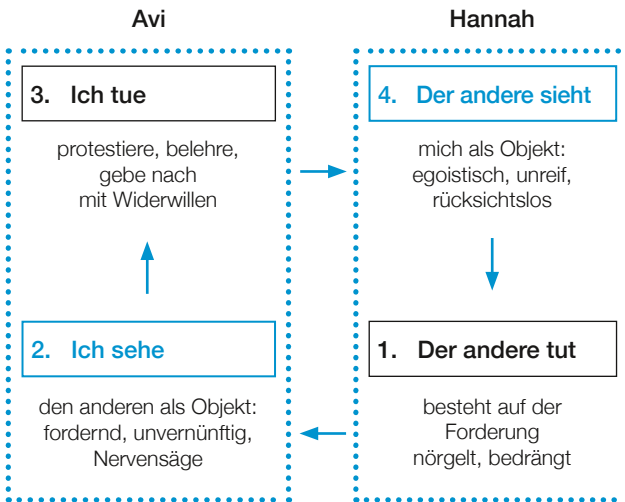 Avi
3. Ich tue
protestiere, belehre,
gebe nach
mit Widerwillen
2. Ich sehe
den anderen als Objekt:
fordernd, unvernünftig,
Nervensäge
Hannah
4. Der andere sieht
mich als Objekt:
egoistisch, unreif,
rücksichtslos
1. Der andere tut
besteht auf der
Forderung
nörgelt, bedrängt